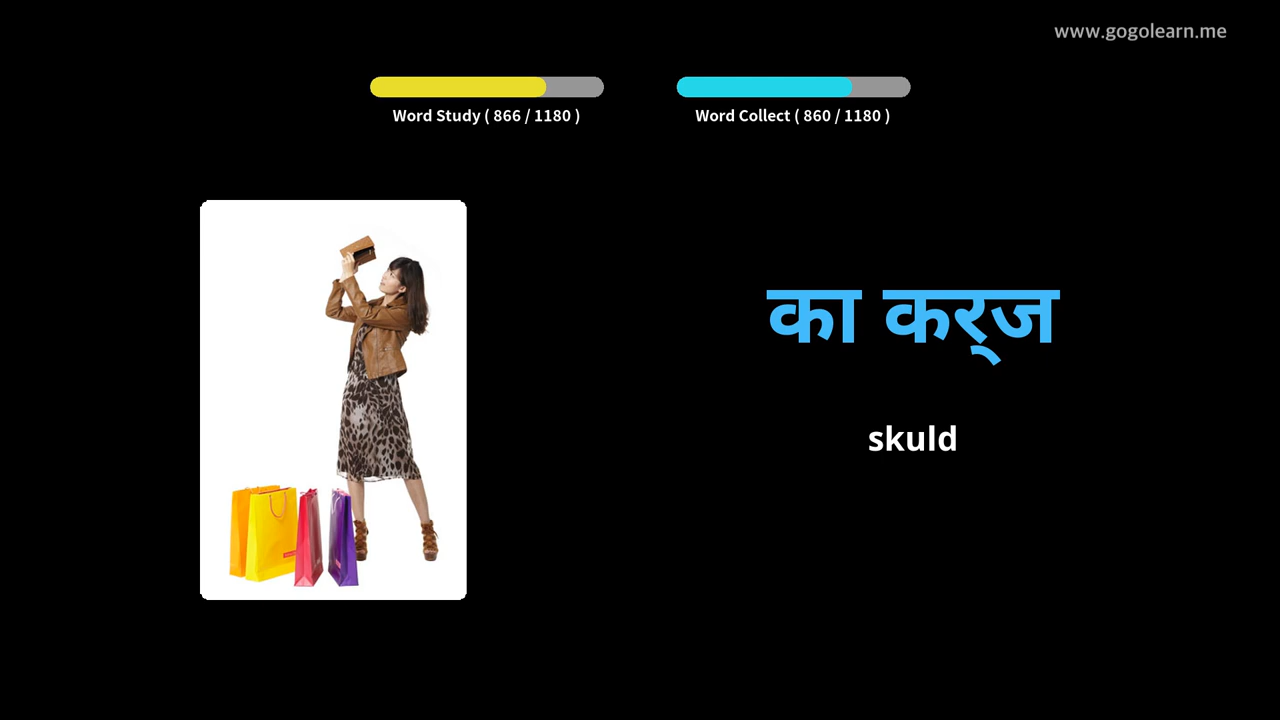 www.gogolearn.me
Word Study ( 866 / 1180 )
Word Collect ( 860 / 1180 )
का कर्‍ज
skuld